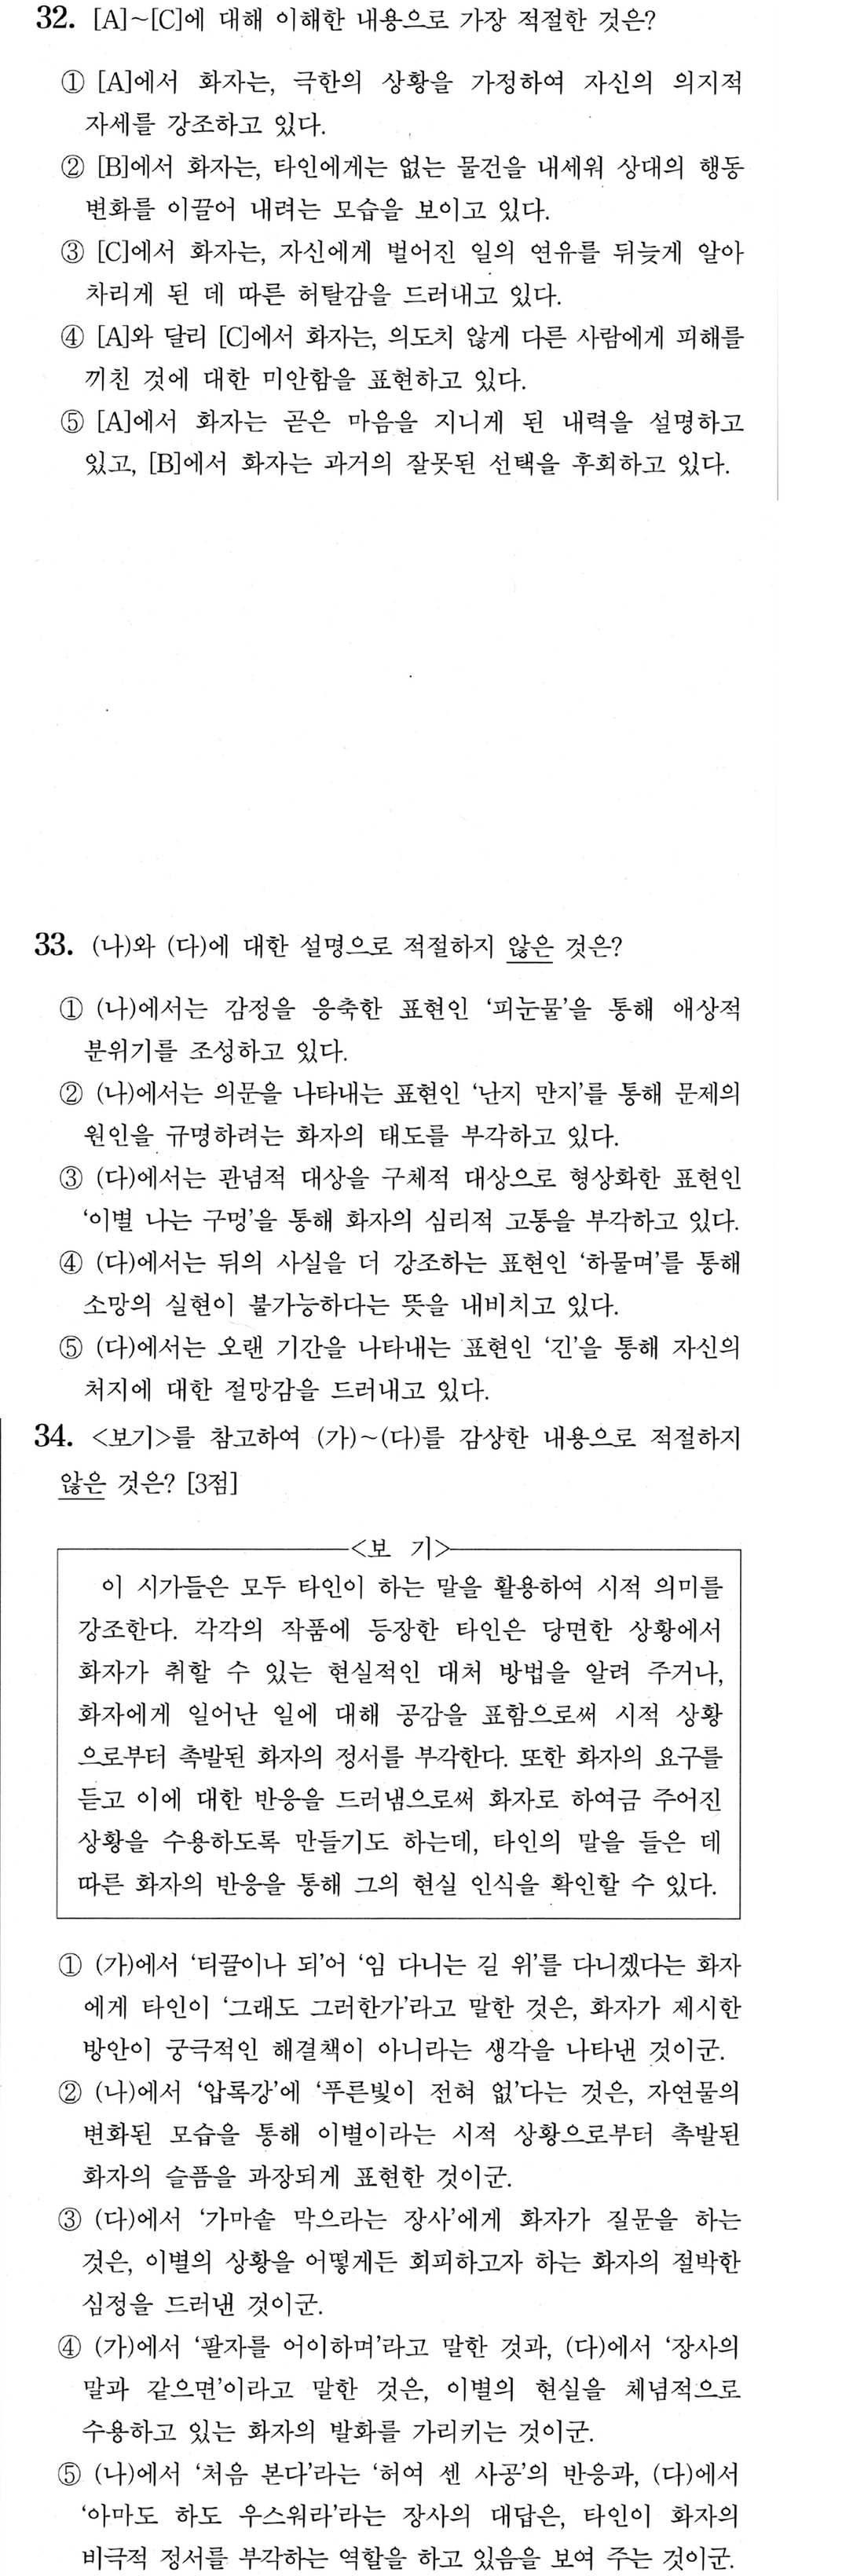 32. [A]~[C]에 대해 이해한 내용으로 가장 적절한 것은?
① [A]에서 화자는, 극한의 상황을 가정하여 자신의 의지적
자세를 강조하고 있다.
② [B]에서 화자는, 타인에게는 없는 물건을 내세워 상대의 행동
변화를 이끌어 내려는 모습을 보이고 있다.
③ [C]에서 화자는, 자신에게 벌어진 일의 연유를 뒤늦게 알아
차리게 된 데 따른 허탈감을 드러내고 있다.
④ [A]와 달리 [C]에서 화자는, 의도치 않게 다른 사람에게 피해를
끼친 것에 대한 미안함을 표현하고 있다.
⑤ [A]에서 화자는 곧은 마음을 지니게 된 내력을 설명하고
있고, [B]에서 화자는 과거의 잘못된 선택을 후회하고 있다.
33. (나)와 (다)에 대한 설명으로 적절하지 않은 것은?
① (나)에서는 감정을 응축한 표현인 ‘피눈물’을 통해 애상적
분위기를 조성하고 있다.
② (나)에서는 의문을 나타내는 표현인 ‘난지 만지’를 통해 문제의
원인을 규명하려는 화자의 태도를 부각하고 있다.
③ (다)에서는 관념적 대상을 구체적 대상으로 형상화한 표현인
‘이별 나는 구멍’을 통해 화자의 심리적 고통을 부각하고 있다.
④ (다)에서는 뒤의 사실을 더 강조하는 표현인 ‘하물며’를 통해
소망의 실현이 불가능하다는 뜻을 내비치고 있다.
⑤ (다)에서는 오랜 기간을 나타내는 표현인 ‘긴’을 통해 자신의
처지에 대한 절망감을 드러내고 있다.
34. <보기>를 참고하여 (가)~(다)를 감상한 내용으로 적절하지
않은 것은? [3점]
<보 기>
이 시가들은 모두 타인이 하는 말을 활용하여 시적 의미를
강조한다. 각각의 작품에 등장한 타인은 당면한 상황에서
화자가 취할 수 있는 현실적인 대처 방법을 알려 주거나,
화자에게 일어난 일에 대해 공감을 표함으로써 시적 상황
으로부터 촉발된 화자의 정서를 부각한다. 또한 화자의 요구를
듣고 이에 대한 반응을 드러냄으로써 화자로 하여금 주어진
상황을 수용하도록 만들기도 하는데, 타인의 말을 들은 데
따른 화자의 반응을 통해 그의 현실 인식을 확인할 수 있다.
① (가)에서 ‘티끌이나 되’어 ‘임 다니는 길 위’를 다니겠다는 화자
에게 타인이 ‘그래도 그러한가’라고 말한 것은, 화자가 제시한
방안이 궁극적인 해결책이 아니라는 생각을 나타낸 것이군.
② (나)에서 ‘압록강’에 ‘푸른빛이 전혀 없’다는 것은, 자연물의
변화된 모습을 통해 이별이라는 시적 상황으로부터 촉발된
화자의 슬픔을 과장되게 표현한 것이군.
③ (다)에서 ‘가마솥 막으라는 장사’에게 화자가 질문을 하는
것은, 이별의 상황을 어떻게든 회피하고자 하는 화자의 절박한
심정을 드러낸 것이군.
④ (가)에서 ‘팔자를 어이하며’라고 말한 것과, (다)에서 ‘장사의
말과 같으면’이라고 말한 것은, 이별의 현실을 체념적으로
수용하고 있는 화자의 발화를 가리키는 것이군.
⑤ (나)에서 ‘처음 본다’라는 ‘허여 센 사공’의 반응과, (다)에서
‘아마도 하도 우스워라’라는 장사의 대답은, 타인이 화자의
비극적 정서를 부각하는 역할을 하고 있음을 보여 주는 것이군.